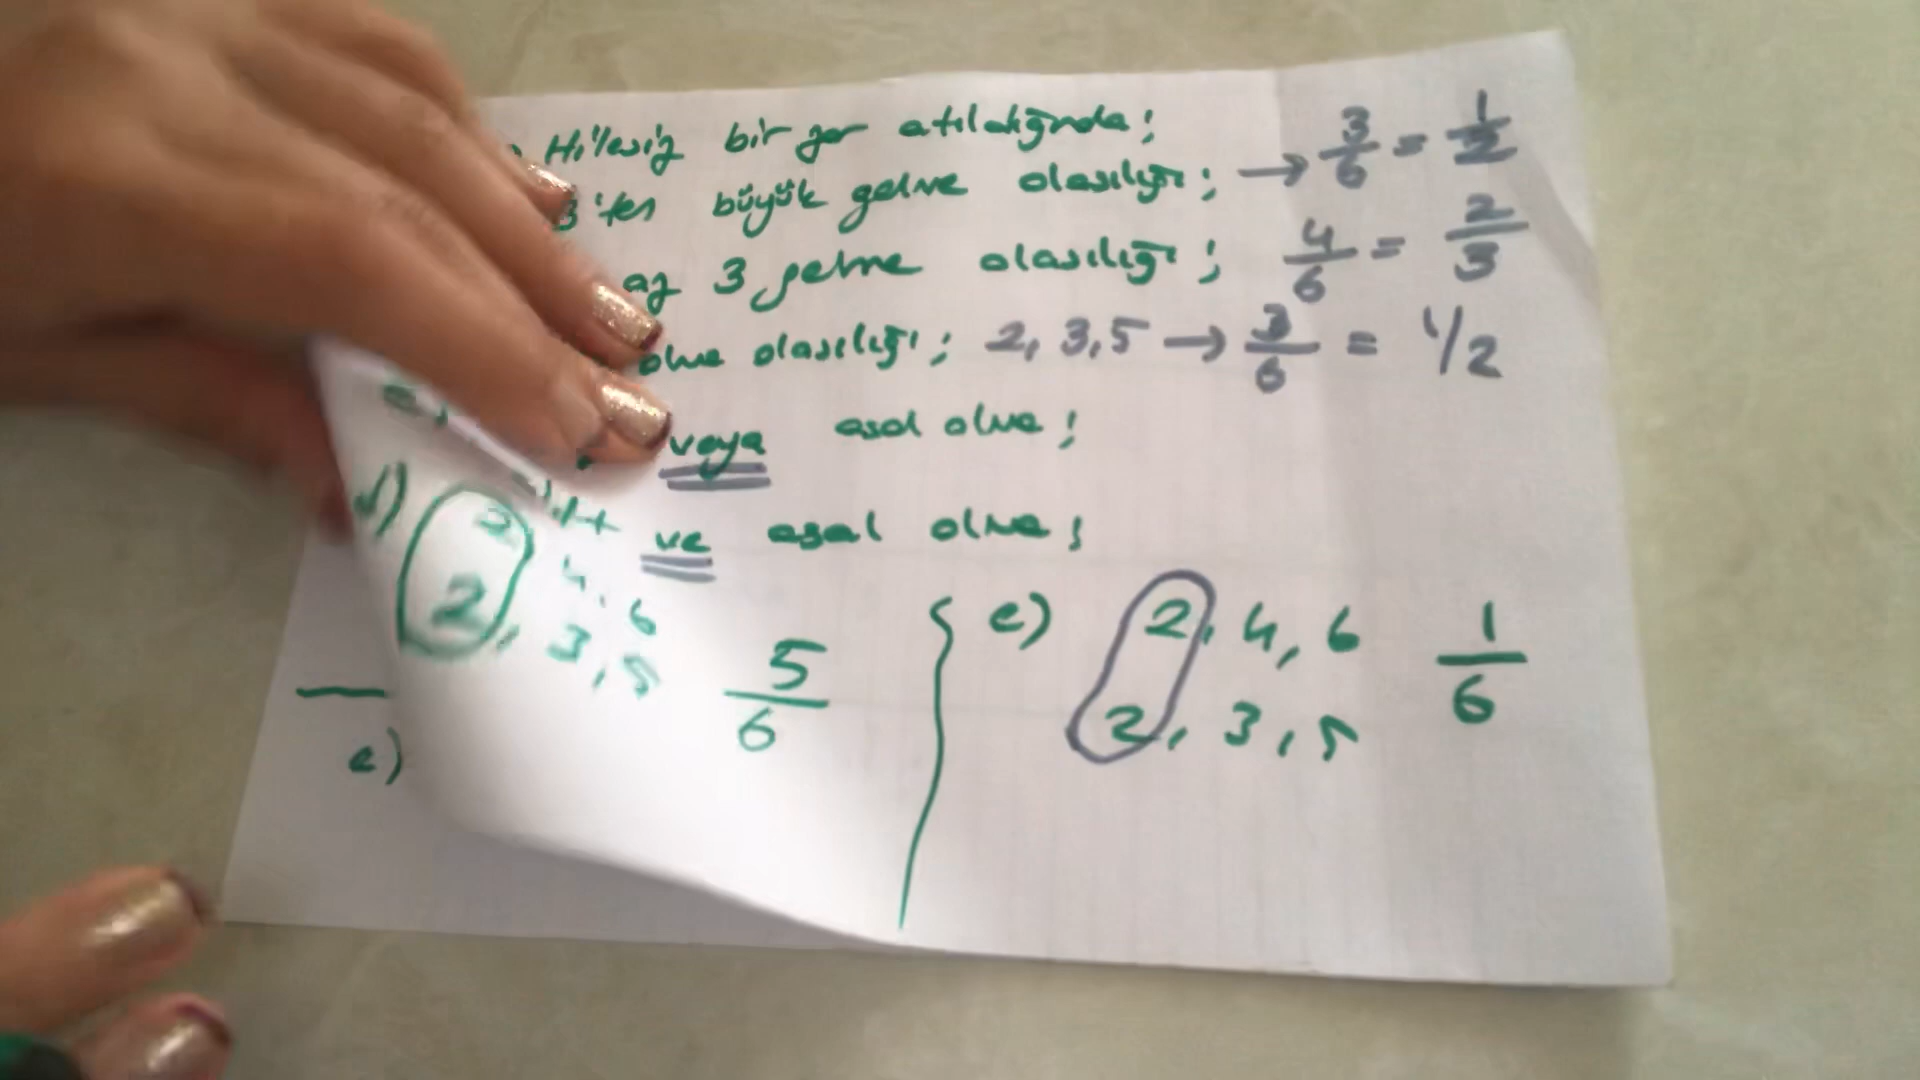 Hilesiz bir zar atıldığında;
3'ten büyük gelme olasılığı; → 3/6 = 1/2
az 3 gelme olasılığı; 4/6 = 2/3
olma olasılığı; 2, 3, 5 → 3/6 = 1/2
veya asal olma;
ve asal olma;
d) 2, 4, 6
2, 3, 5
5/6
e) 2, 4, 6
2, 3, 5
1/6
e)